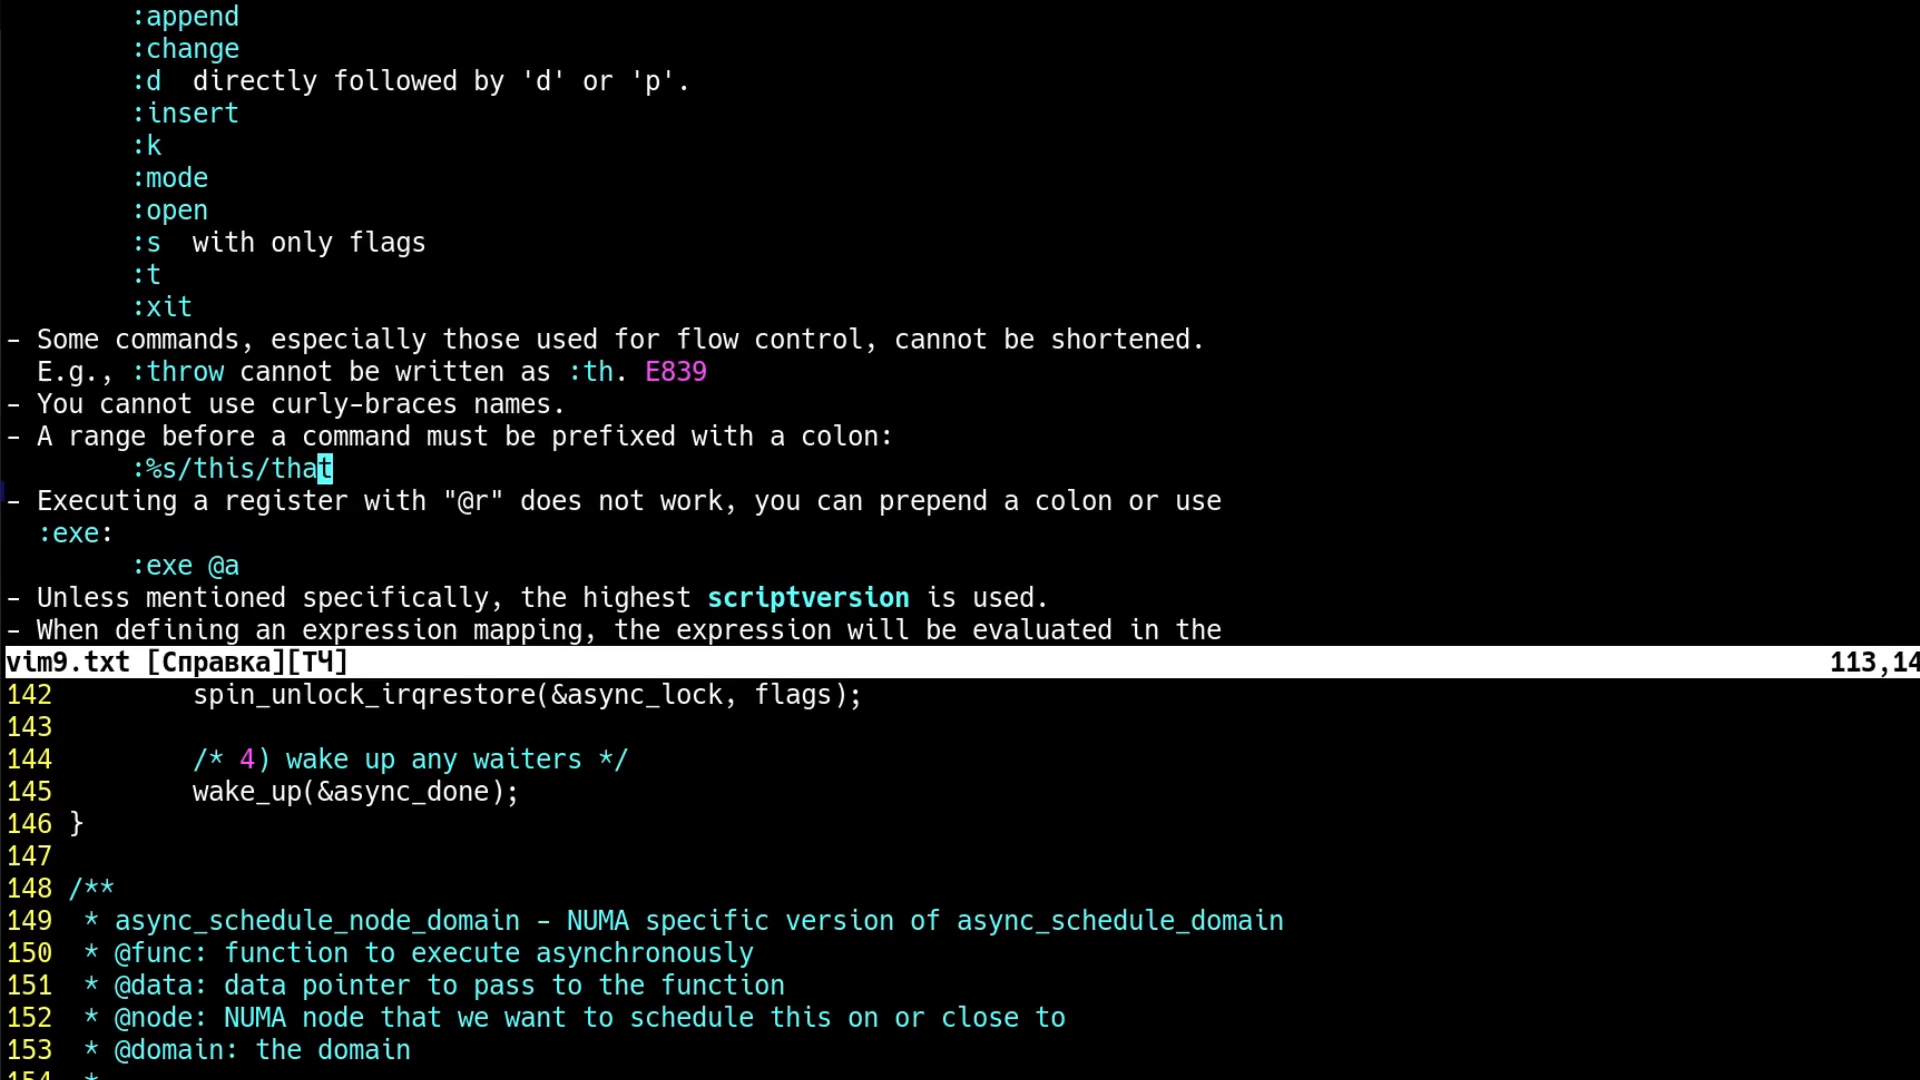 :append
:change
:d  directly followed by 'd' or 'p'.
:insert
:k
:mode
:open
:s  with only flags
:t
:xit
- Some commands, especially those used for flow control, cannot be shortened.
E.g., :throw cannot be written as :th. E839
- You cannot use curly-braces names.
- A range before a command must be prefixed with a colon:
:%s/this/that
- Executing a register with "@r" does not work, you can prepend a colon or use
:exe:
:exe @a
- Unless mentioned specifically, the highest scriptversion is used.
- When defining an expression mapping, the expression will be evaluated in the
vim9.txt [Справка][ТЧ] 113,14
142 spin_unlock_irqrestore(&async_lock, flags);
143
144 /* 4) wake up any waiters */
145 wake_up(&async_done);
146 }
147
148 /**
149  * async_schedule_node_domain - NUMA specific version of async_schedule_domain
150  * @func: function to execute asynchronously
151  * @data: data pointer to pass to the function
152  * @node: NUMA node that we want to schedule this on or close to
153  * @domain: the domain
154  *